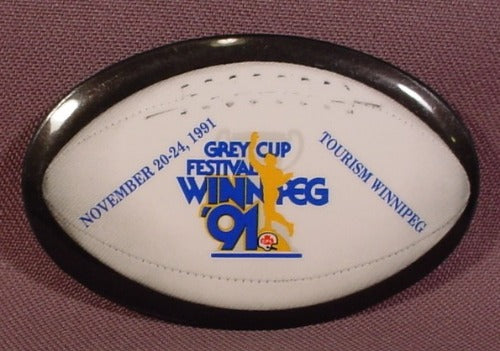 NOVEMBER 20-24, 1991
GREY CUP
FESTIVAL
WINNIPEG
'91
TOURISM WINNIPEG